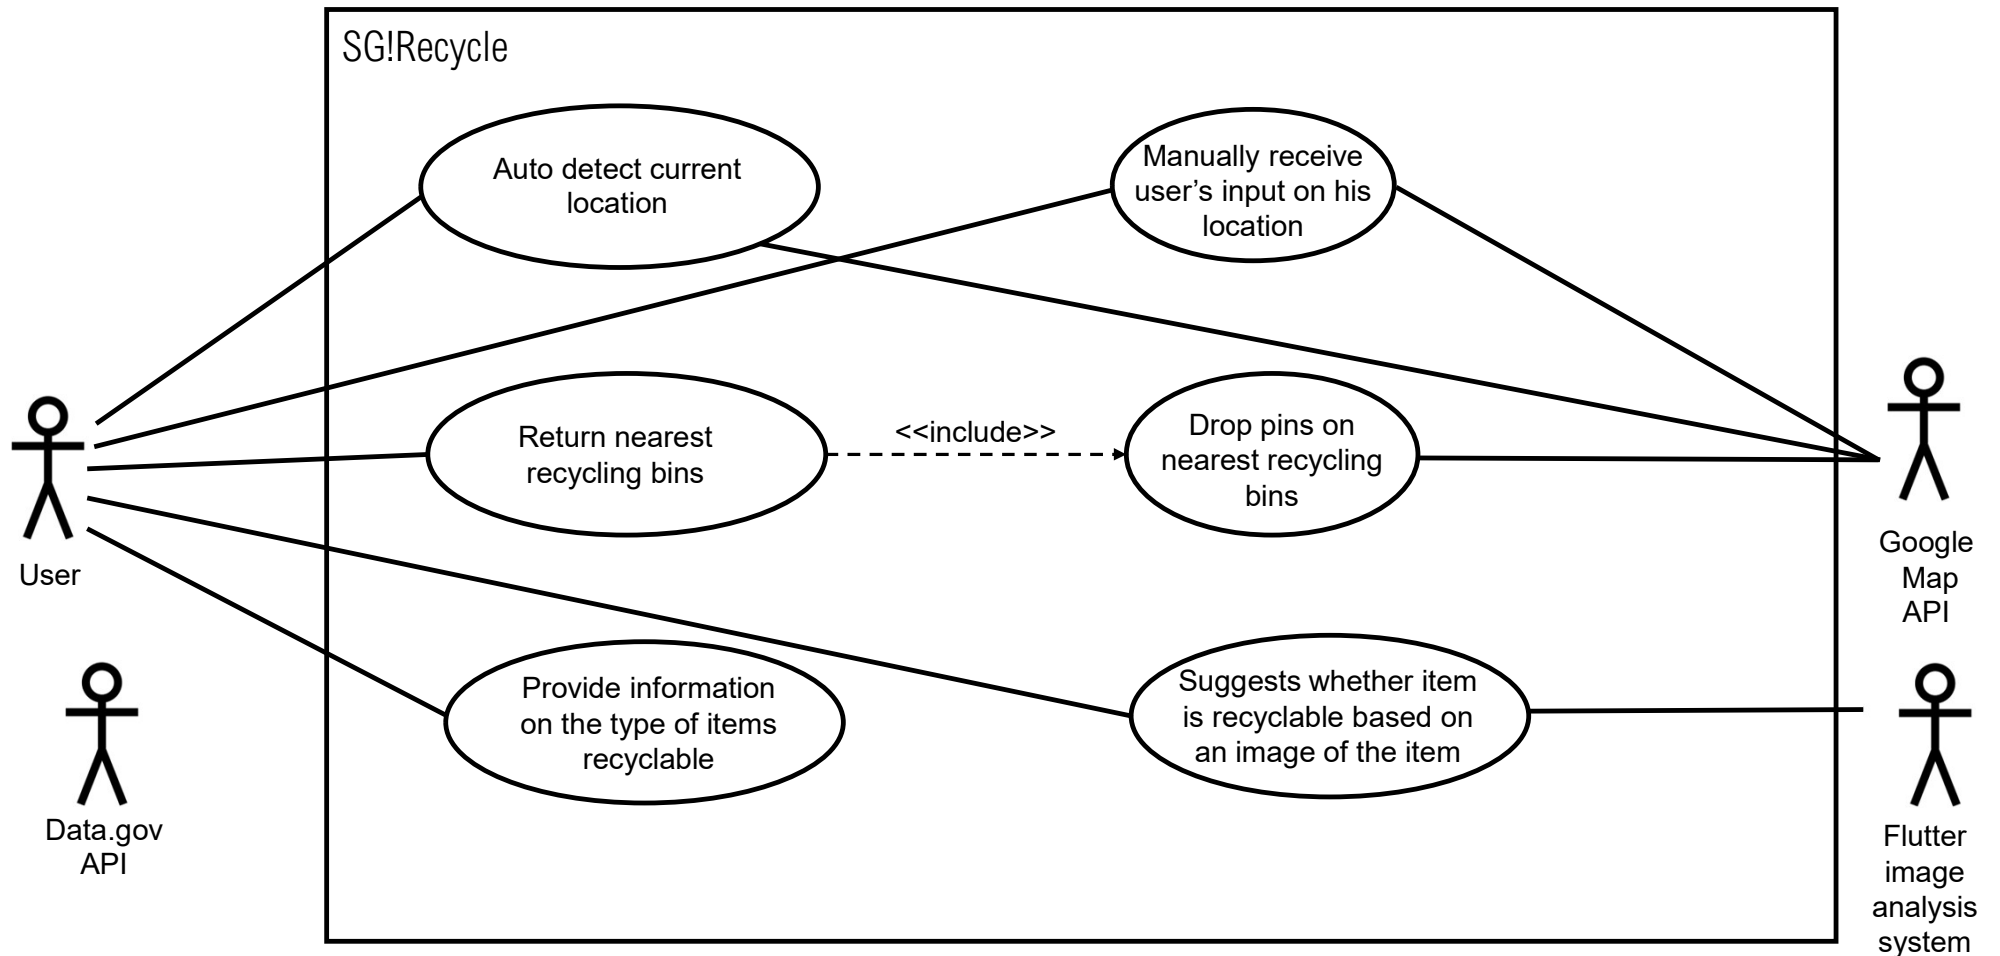 SG!Recycle
Auto detect current
location
Manually receive
user’s input on his
location
Return nearest
recycling bins
<<include>>
Drop pins on
nearest recycling
bins
User
Google
Map
API
Provide information
on the type of items
recyclable
Suggests whether item
is recyclable based on
an image of the item
Data.gov
API
Flutter
image
analysis
system